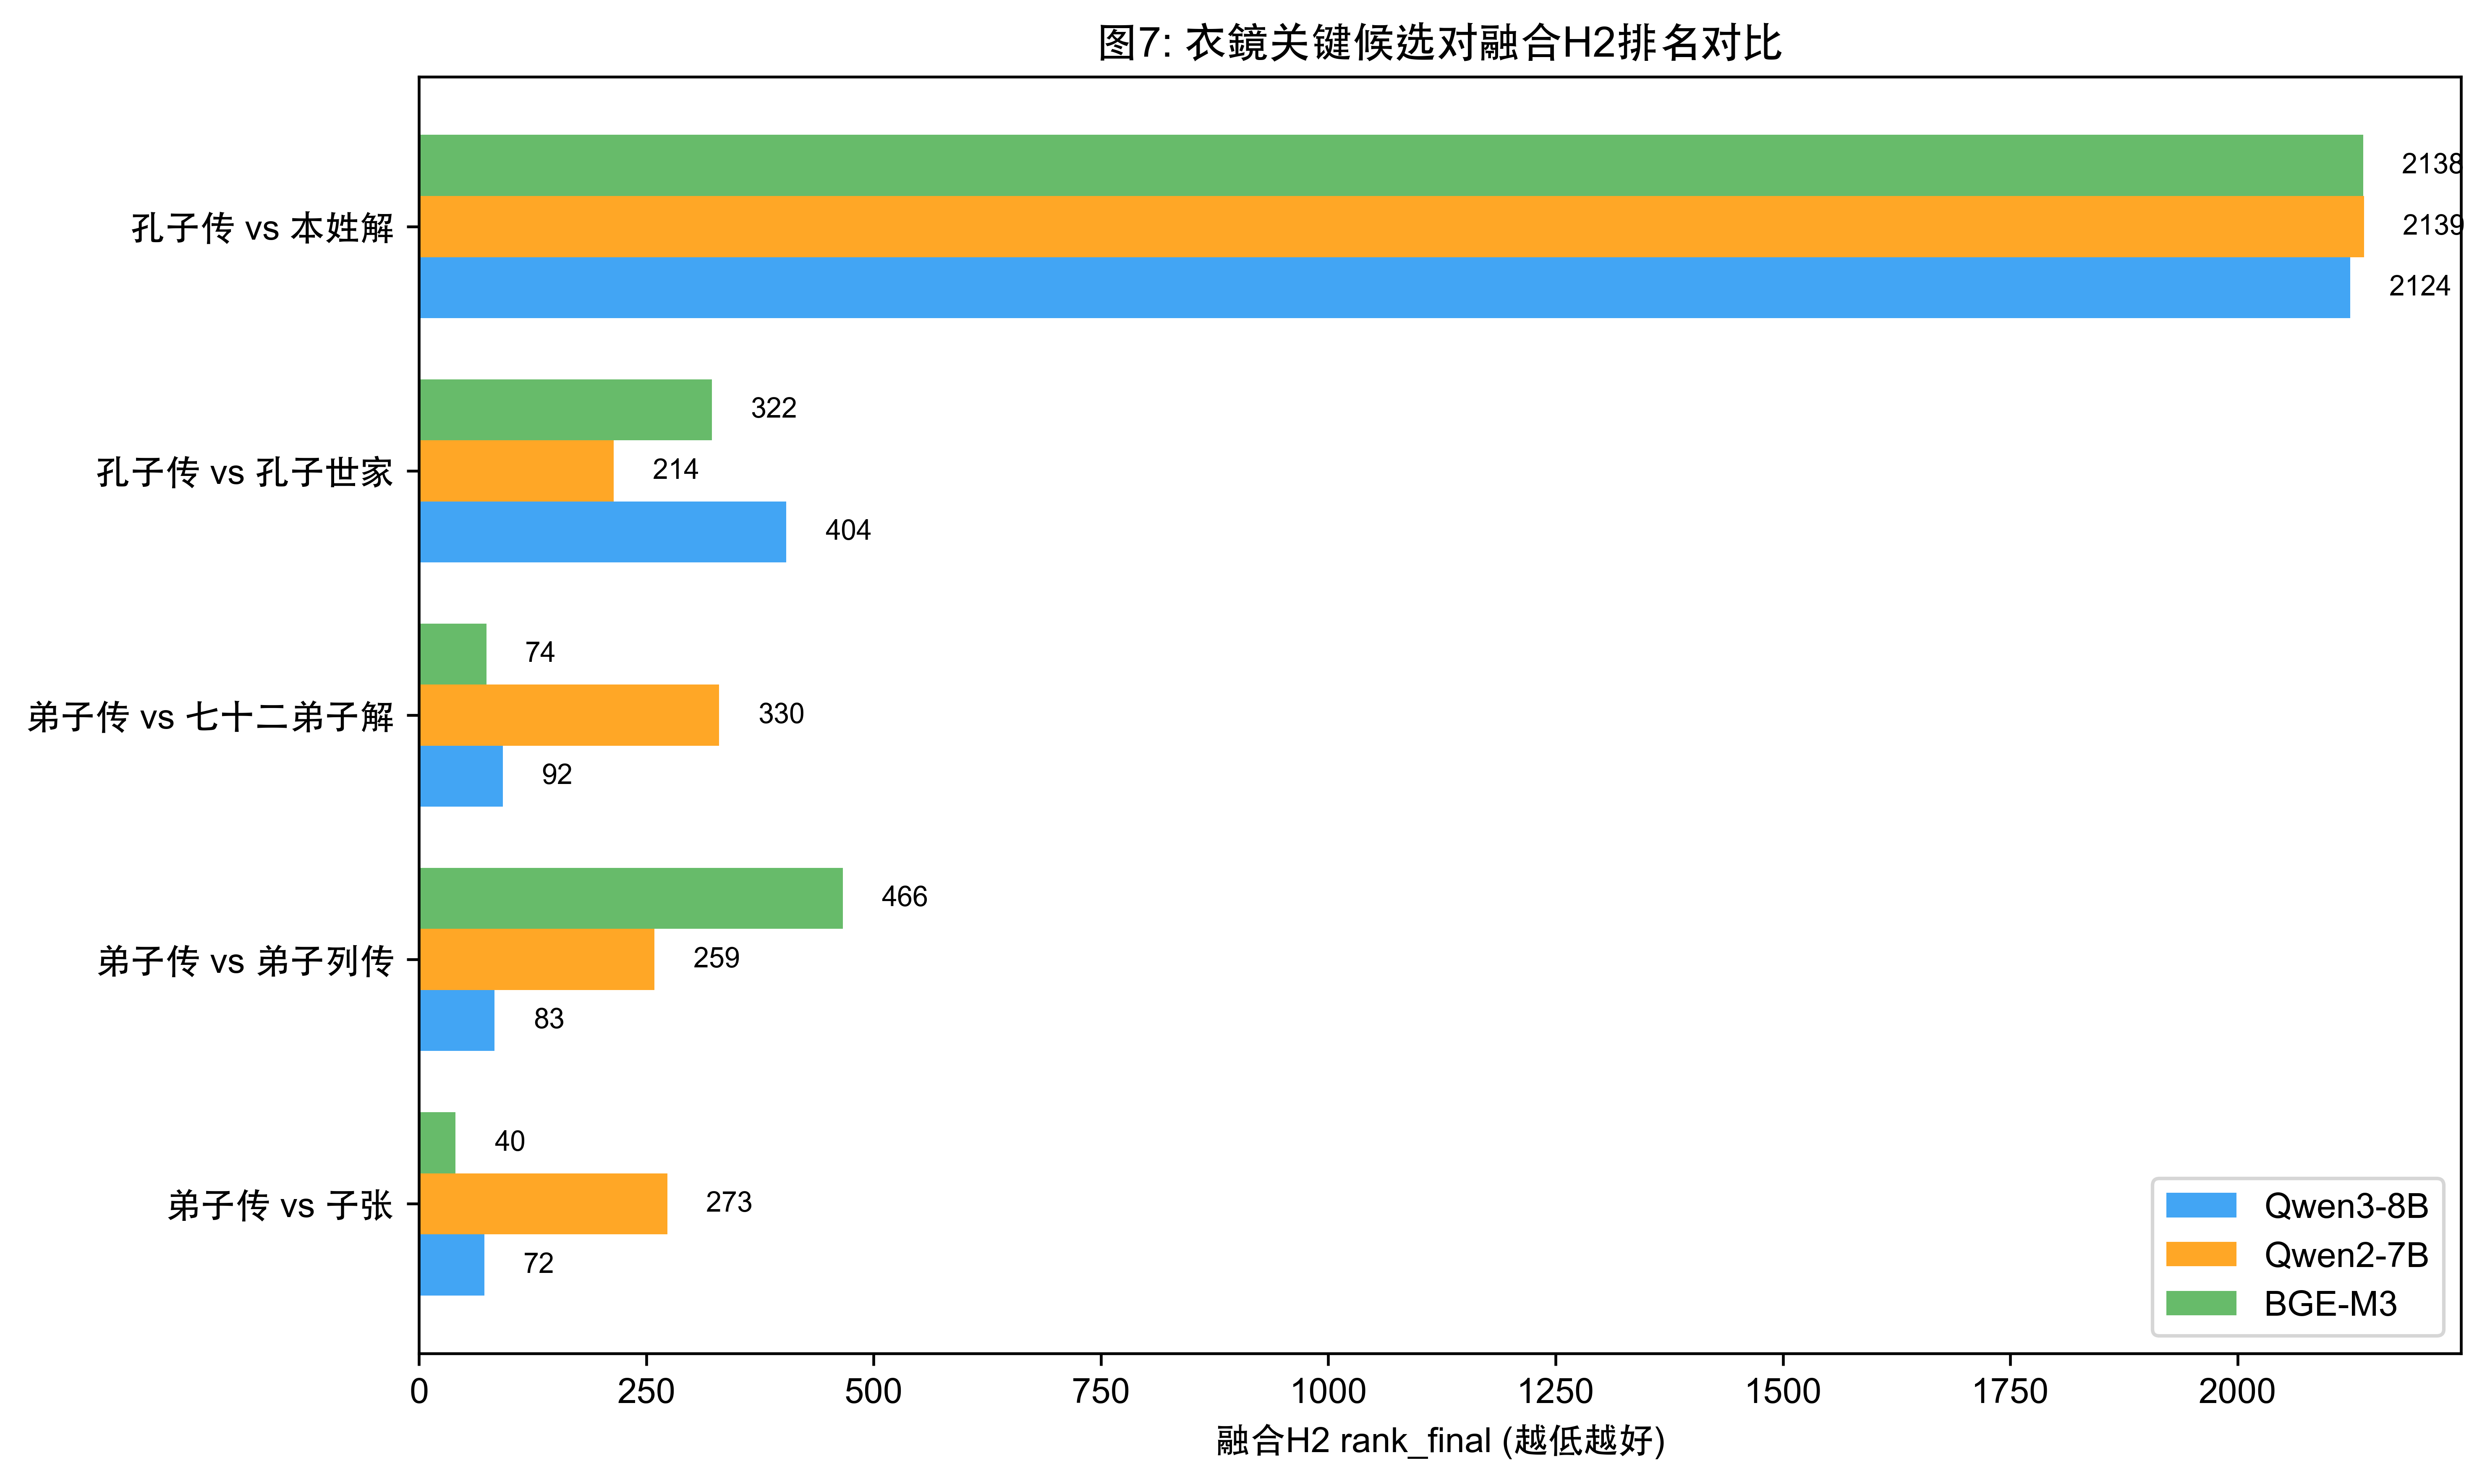 图7: 衣鏡关键候选对融合H2排名对比
孔子传 vs 本姓解
2138
2139
2124
孔子传 vs 孔子世家
322
214
404
弟子传 vs 七十二弟子解
74
330
92
弟子传 vs 弟子列传
466
259
83
弟子传 vs 子张
40
273
72
Qwen3-8B
Qwen2-7B
BGE-M3
0 250 500 750 1000 1250 1500 1750 2000
融合H2 rank_final (越低越好)